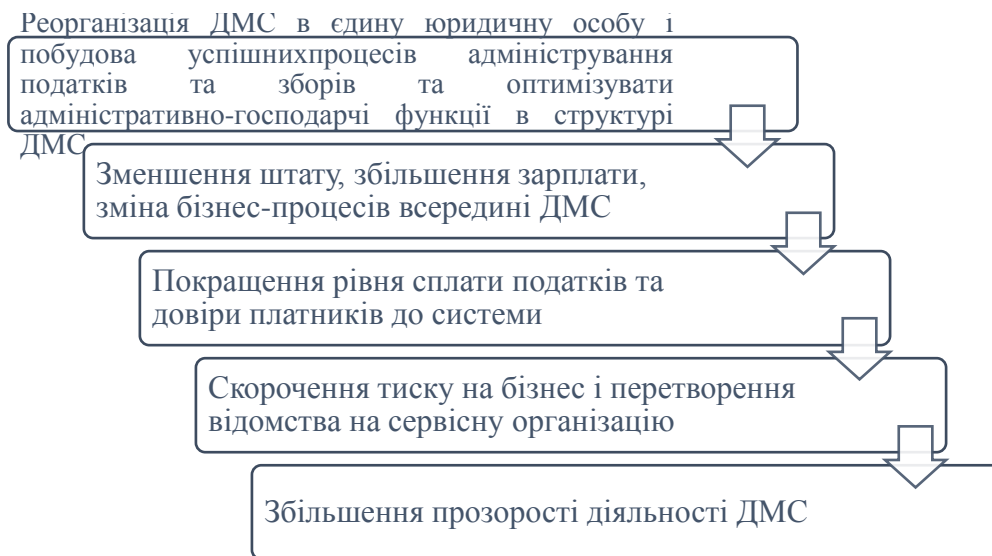 Реорганізація ДМС в єдину юридичну особу і
побудова успішнихпроцесів адміністрування
податків та зборів та оптимізувати
адміністративно-господарчі функції в структурі
ДМС
Зменшення штату, збільшення зарплати,
зміна бізнес-процесів всередині ДМС
Покращення рівня сплати податків та
довіри платників до системи
Скорочення тиску на бізнес і перетворення
відомства на сервісну організацію
Збільшення прозорості діяльності ДМС